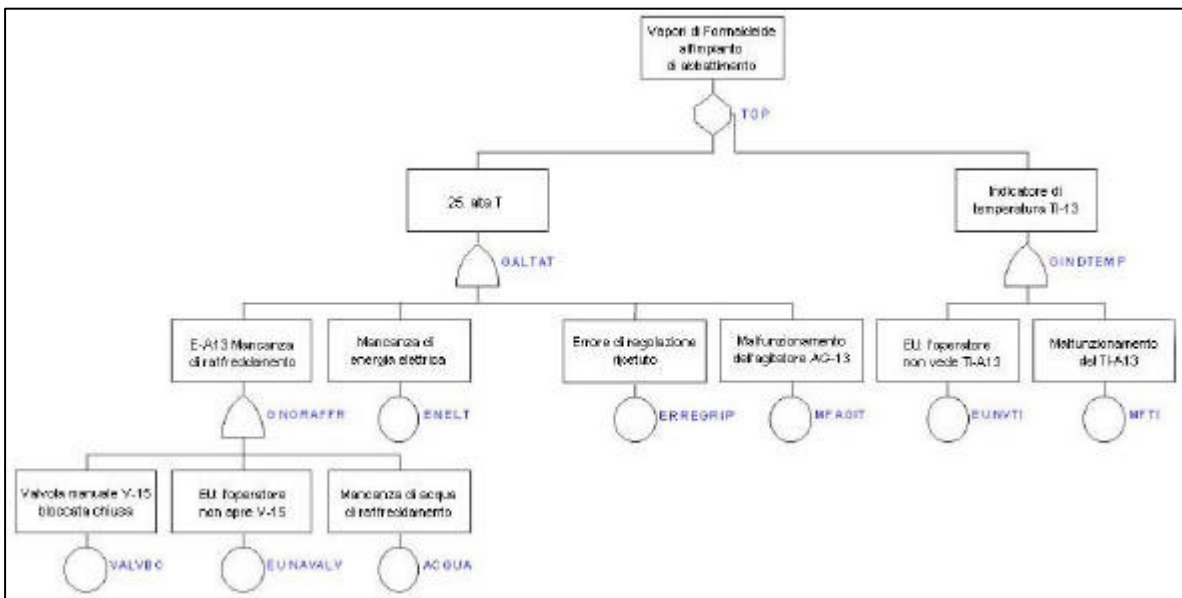 Vapori di Formaldeide
all'impianto
di abbattimento
TOP
25. alta T
Indicatore di
temperatura TI-13
GALTAT
GINDTEMP
E-A13 Mancanza
di raffreddamento
Mancanza di
energia elettrica
Errore di regolazione
ripetuto
Malfunzionamento
dell'agitatore AG-13
EU: l'operatore
non vede TI-A13
Malfunzionamento
del TI-A13
GNORAFFR
ENELT
ERREGRIP
MFAGIT
EUNVTI
MFTI
Valvola manuale V-15
bloccata chiusa
EU: l'operatore
non apre V-15
Mancanza di acqua
di raffreddamento
VALVBC
EUNAVALV
ACQUA